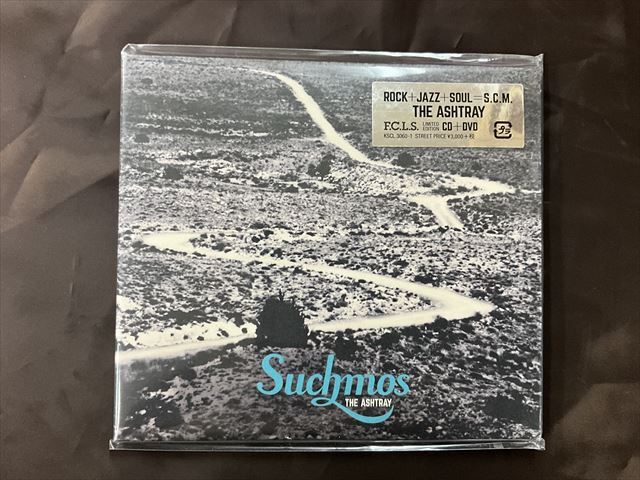 ROCK+JAZZ+SOUL=S.C.M.
THE ASHTRAY
F.C.L.S. LIMITED EDITION CD+DVD
KSCL 3060-1 STREET PRICE ¥3,000+税
Suchmos
THE ASHTRAY